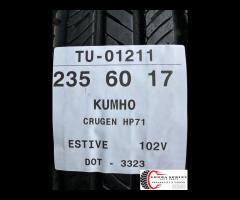 TU-01211
235 60 17
KUMHO
CRUGEN HP71
ESTIVE 102V
DOT - 3323